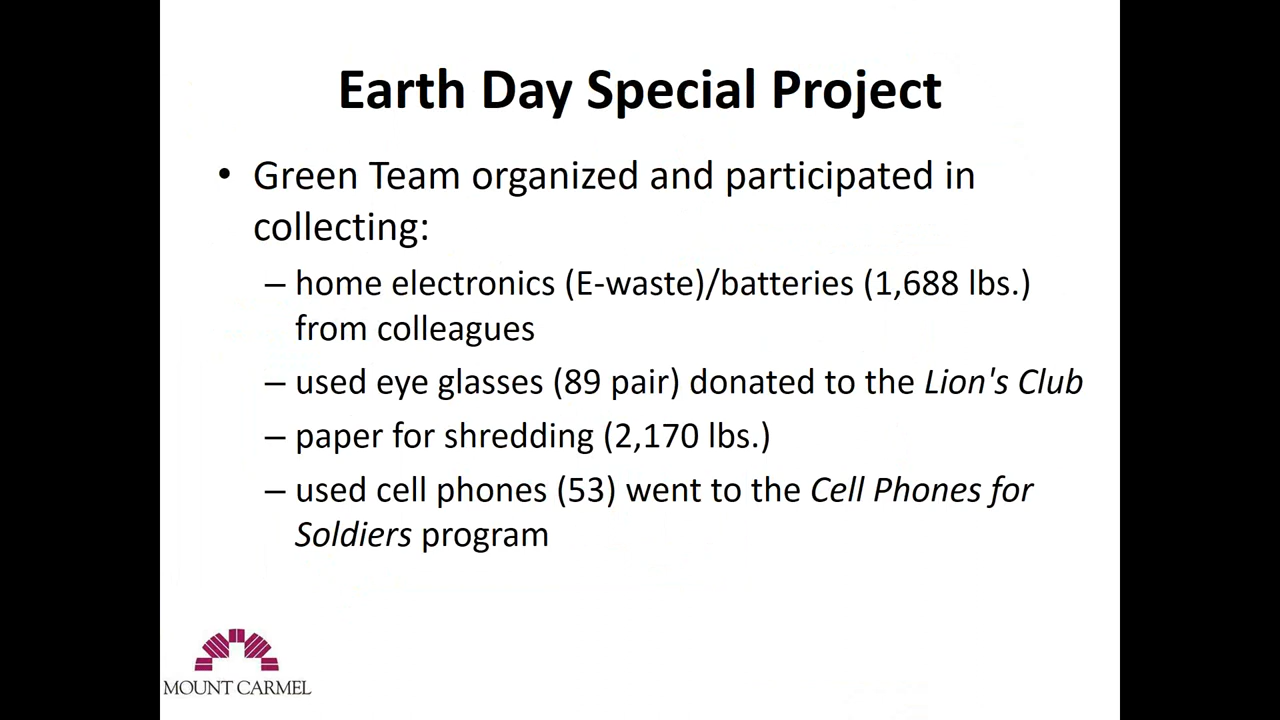 Earth Day Special Project
• Green Team organized and participated in
collecting:
– home electronics (E-waste)/batteries (1,688 lbs.)
from colleagues
– used eye glasses (89 pair) donated to the Lion's Club
– paper for shredding (2,170 lbs.)
– used cell phones (53) went to the Cell Phones for
Soldiers program
MOUNT CARMEL